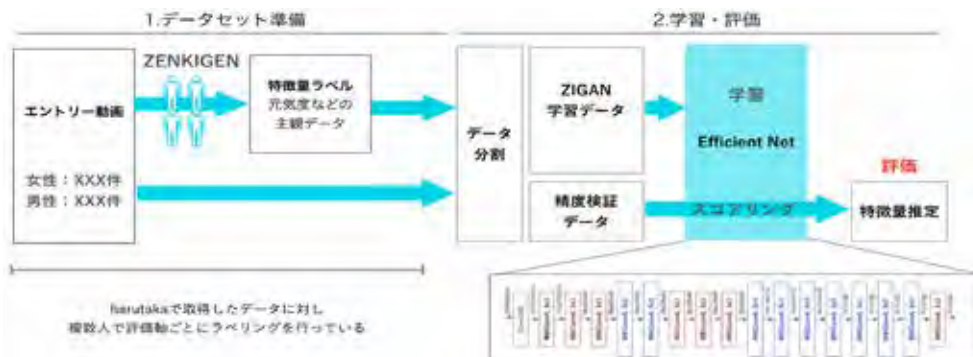 1.データセット準備
2.学習・評価
ZENKIGEN
エントリー動画
女性：XXX件
男性：XXX件
特徴量ラベル
元気度などの
主観データ
データ
分割
ZIGAN
学習データ
精度検証
データ
学習
Efficient Net
スコアリング
評価
特徴量推定
harutakaで取得したデータに対し
複数人で評価軸ごとにラベリングを行っている